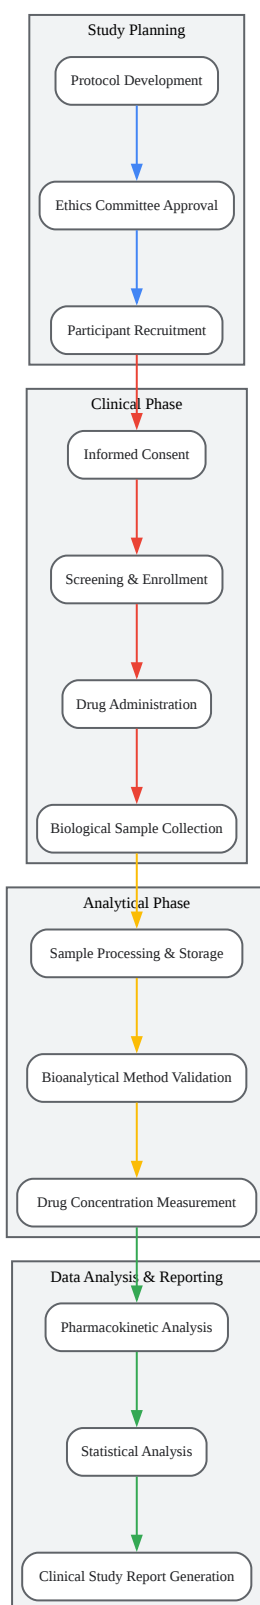 Study Planning
Protocol Development
Ethics Committee Approval
Participant Recruitment
Clinical Phase
Informed Consent
Screening & Enrollment
Drug Administration
Biological Sample Collection
Analytical Phase
Sample Processing & Storage
Bioanalytical Method Validation
Drug Concentration Measurement
Data Analysis & Reporting
Pharmacokinetic Analysis
Statistical Analysis
Clinical Study Report Generation